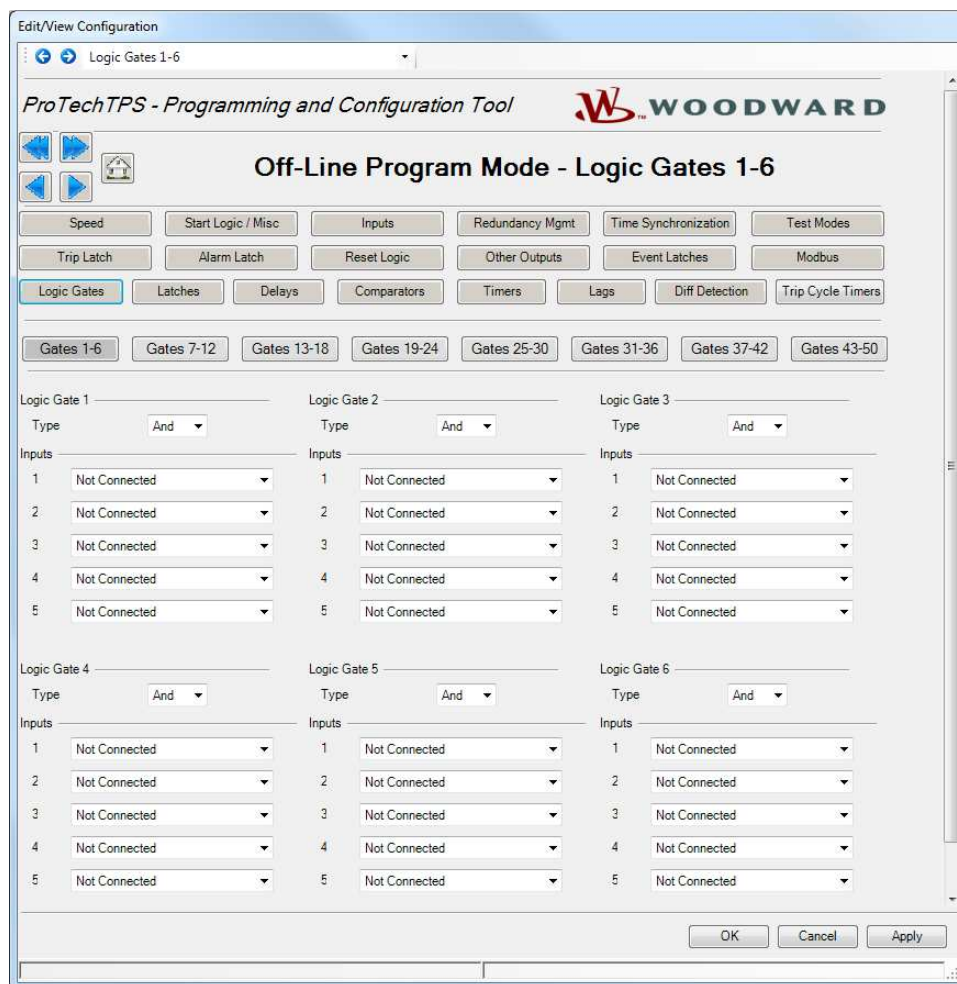 Edit/View Configuration
Logic Gates 1-6
ProTechTPS - Programming and Configuration Tool
WOODWARD
Off-Line Program Mode - Logic Gates 1-6
Speed Start Logic / Misc Inputs Redundancy Mgmt Time Synchronization Test Modes
Trip Latch Alarm Latch Reset Logic Other Outputs Event Latches Modbus
Logic Gates Latches Delays Comparators Timers Lags Diff Detection Trip Cycle Timers
Gates 1-6 Gates 7-12 Gates 13-18 Gates 19-24 Gates 25-30 Gates 31-36 Gates 37-42 Gates 43-50
Logic Gate 1 Logic Gate 2 Logic Gate 3
Type And Type And Type And
Inputs Inputs Inputs
1 Not Connected 1 Not Connected 1 Not Connected
2 Not Connected 2 Not Connected 2 Not Connected
3 Not Connected 3 Not Connected 3 Not Connected
4 Not Connected 4 Not Connected 4 Not Connected
5 Not Connected 5 Not Connected 5 Not Connected
Logic Gate 4 Logic Gate 5 Logic Gate 6
Type And Type And Type And
Inputs Inputs Inputs
1 Not Connected 1 Not Connected 1 Not Connected
2 Not Connected 2 Not Connected 2 Not Connected
3 Not Connected 3 Not Connected 3 Not Connected
4 Not Connected 4 Not Connected 4 Not Connected
5 Not Connected 5 Not Connected 5 Not Connected
OK Cancel Apply